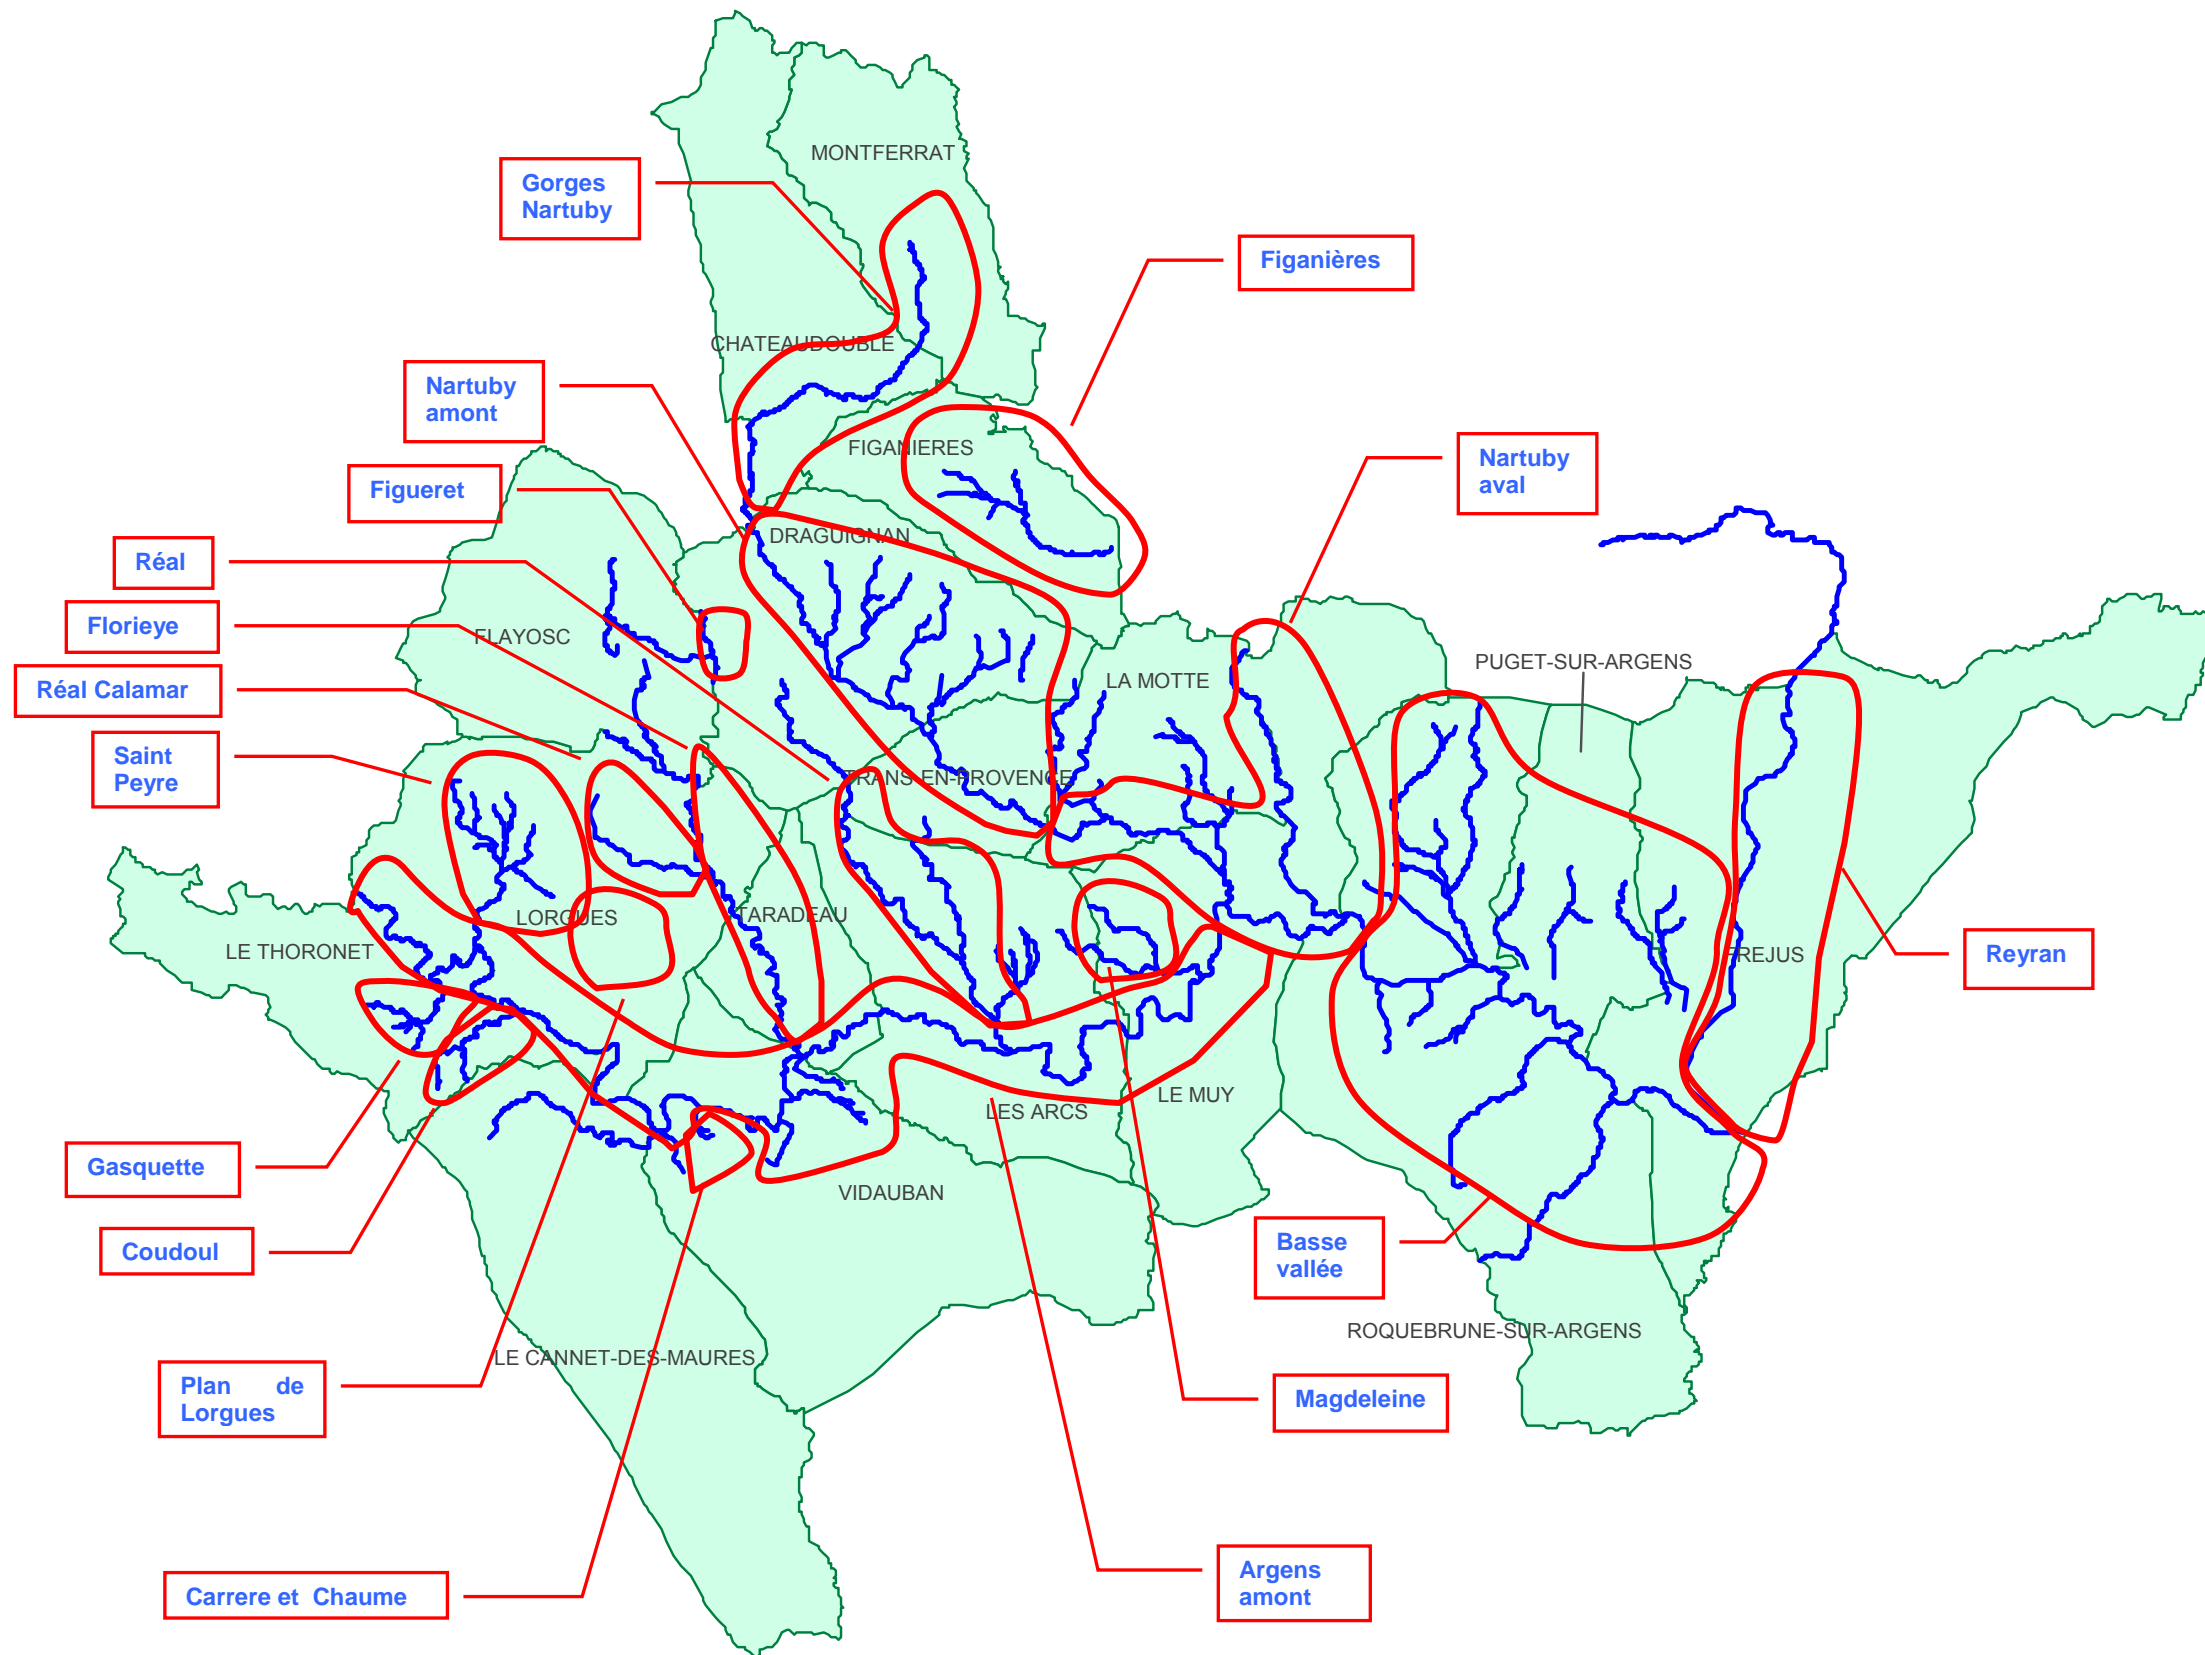 MONTFERRAT
Gorges
Nartuby
Figanières
CHATEAUDOUBLE
Nartuby
amont
FIGANIERES
Nartuby
aval
Figueret
DRAGUIGNAN
Réal
Florieye
FLAYOSC
PUGET-SUR-ARGENS
LA MOTTE
Réal Calamar
Saint
Peyre
TRANS-EN-PROVENCE
LORGUES
TARADEAU
LE THORONET
FREJUS
Reyran
LE MUY
LES ARCS
Gasquette
VIDAUBAN
Coudoul
Basse
vallée
ROQUEBRUNE-SUR-ARGENS
LE CANNET-DES-MAURES
Plan de
Lorgues
Magdeleine
Argens
amont
Carrere et Chaume